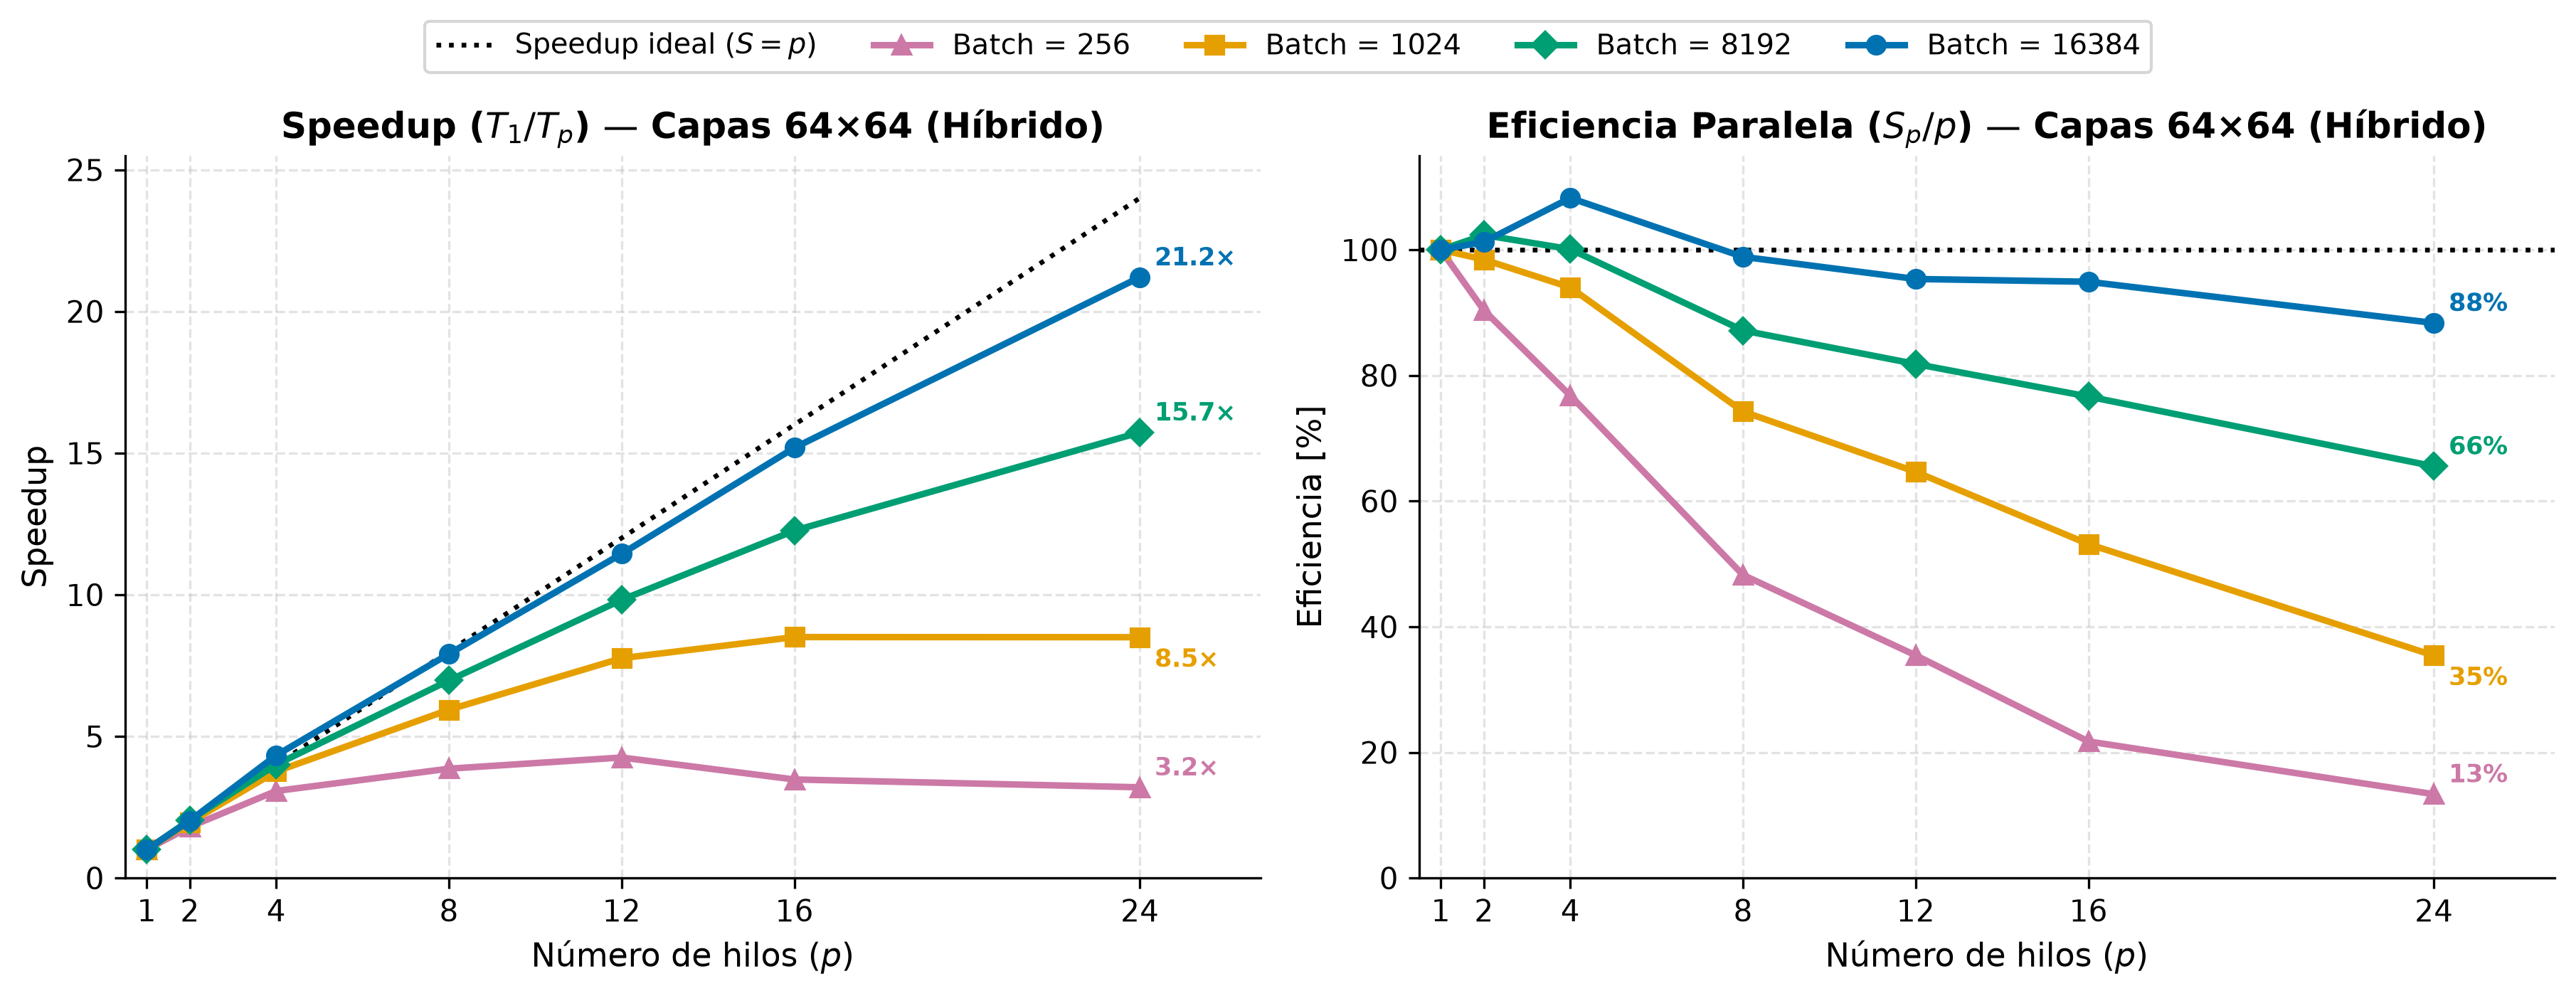 Speedup ideal (S = p) Batch = 256 Batch = 1024 Batch = 8192 Batch = 16384
Speedup (T₁/Tₚ) — Capas 64×64 (Híbrido)
25
20
15
10
5
0
Speedup
21.2×
15.7×
8.5×
3.2×
1 2 4 8 12 16 24
Número de hilos (p)
Eficiencia Paralela (Sₚ/p) — Capas 64×64 (Híbrido)
100
80
60
40
20
0
Eficiencia [%]
88%
66%
35%
13%
1 2 4 8 12 16 24
Número de hilos (p)